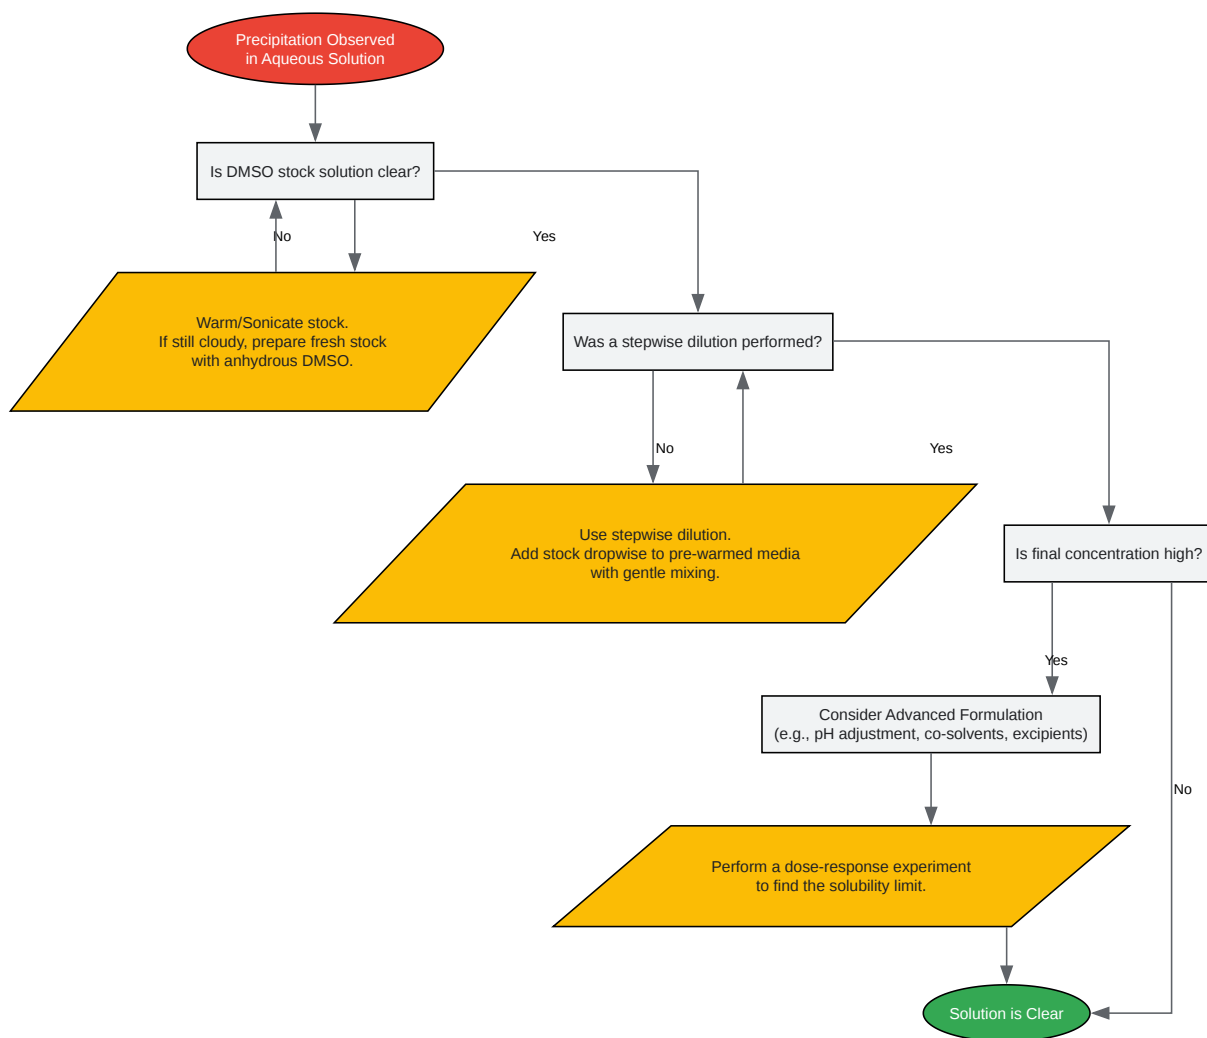 Precipitation Observed
in Aqueous Solution
Is DMSO stock solution clear?
No
Yes
Warm/Sonicate stock.
If still cloudy, prepare fresh stock
with anhydrous DMSO.
Was a stepwise dilution performed?
No
Yes
Use stepwise dilution.
Add stock dropwise to pre-warmed media
with gentle mixing.
Is final concentration high?
Yes
Consider Advanced Formulation
(e.g., pH adjustment, co-solvents, excipients)
No
Perform a dose-response experiment
to find the solubility limit.
Solution is Clear